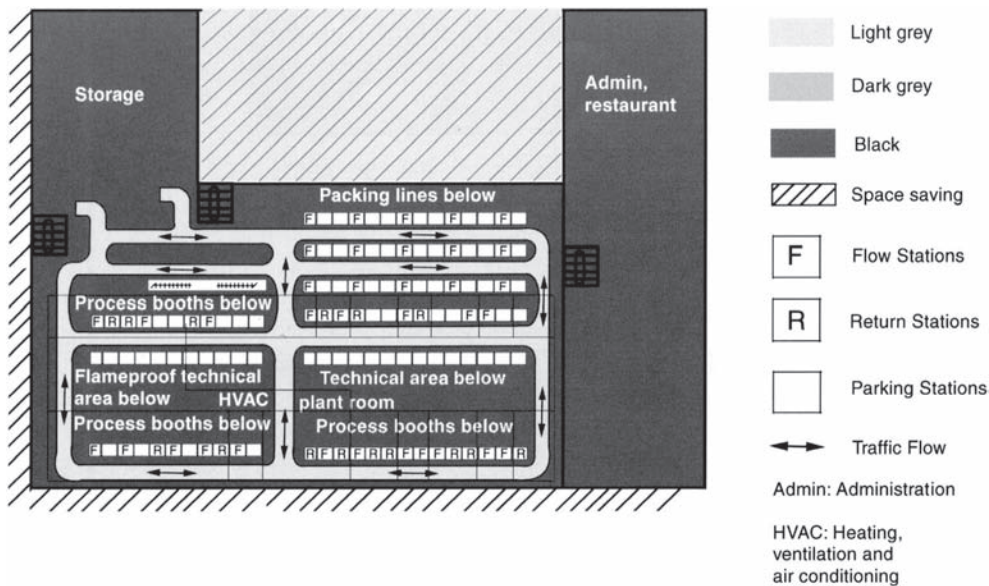 Storage
Admin,
restaurant
Packing lines below
F F F F F
F F F F F
F F F F F
Process booths below
F R R F R F
F R F R F R F F
Flameproof technical
area below
HVAC
Technical area below
plant room
Process booths below
F F R F F R F
Process booths below
R F R F R R F F F R R F F R
Light grey
Dark grey
Black
Space saving
F Flow Stations
R Return Stations
Parking Stations
Traffic Flow
Admin: Administration
HVAC: Heating,
ventilation and
air conditioning